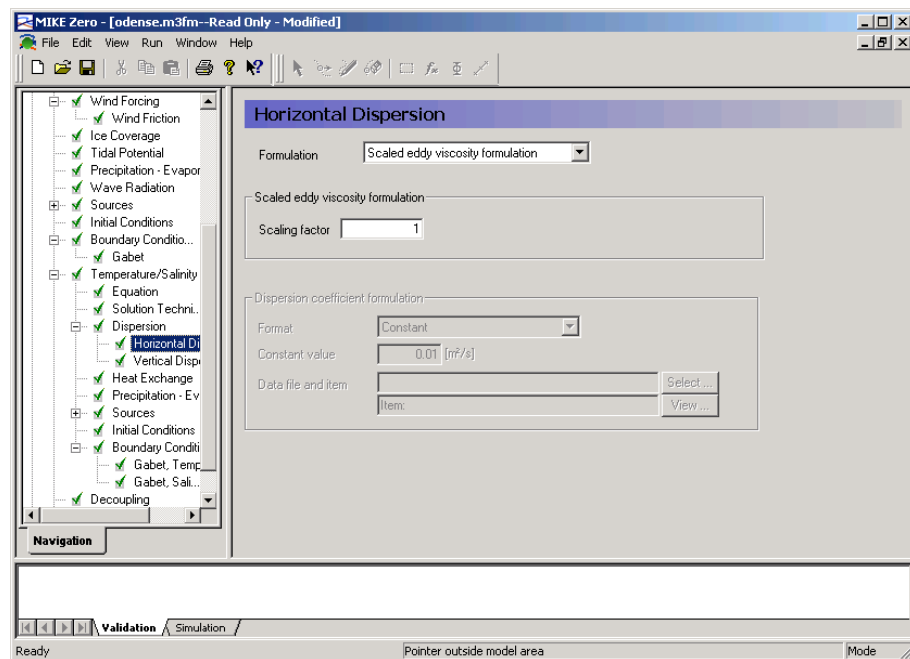 MIKE Zero - [odense.m3fm--Read Only - Modified]
File Edit View Run Window Help
Wind Forcing
Wind Friction
Ice Coverage
Tidal Potential
Precipitation - Evapor
Wave Radiation
Sources
Initial Conditions
Boundary Conditio...
Gabet
Temperature/Salinity
Equation
Solution Techni..
Dispersion
Horizontal Di
Vertical Dispe
Heat Exchange
Precipitation - Ev
Sources
Initial Conditions
Boundary Conditi
Gabet, Temp
Gabet, Sali...
Decoupling
Navigation
Horizontal Dispersion
Formulation Scaled eddy viscosity formulation
Scaled eddy viscosity formulation
Scaling factor 1
Dispersion coefficient formulation
Format Constant
Constant value 0.01 [m²/s]
Data file and item Select ...
Item: View ...
Validation Simulation
Ready Pointer outside model area Mode